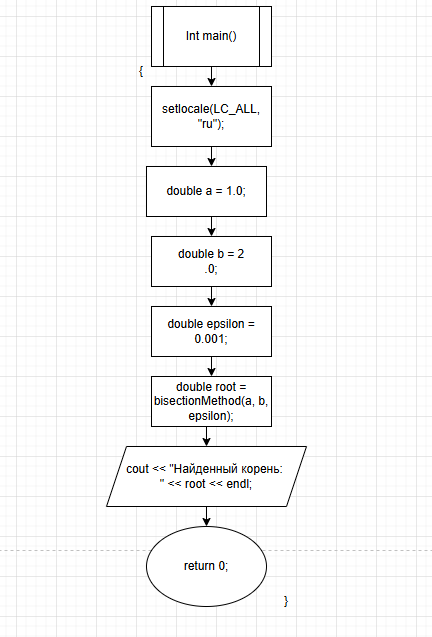 Int main()
{
setlocale(LC_ALL,
"ru");
double a = 1.0;
double b = 2
.0;
double epsilon =
0.001;
double root =
bisectionMethod(a, b,
epsilon);
cout << "Найденный корень:
" << root << endl;
return 0;
}